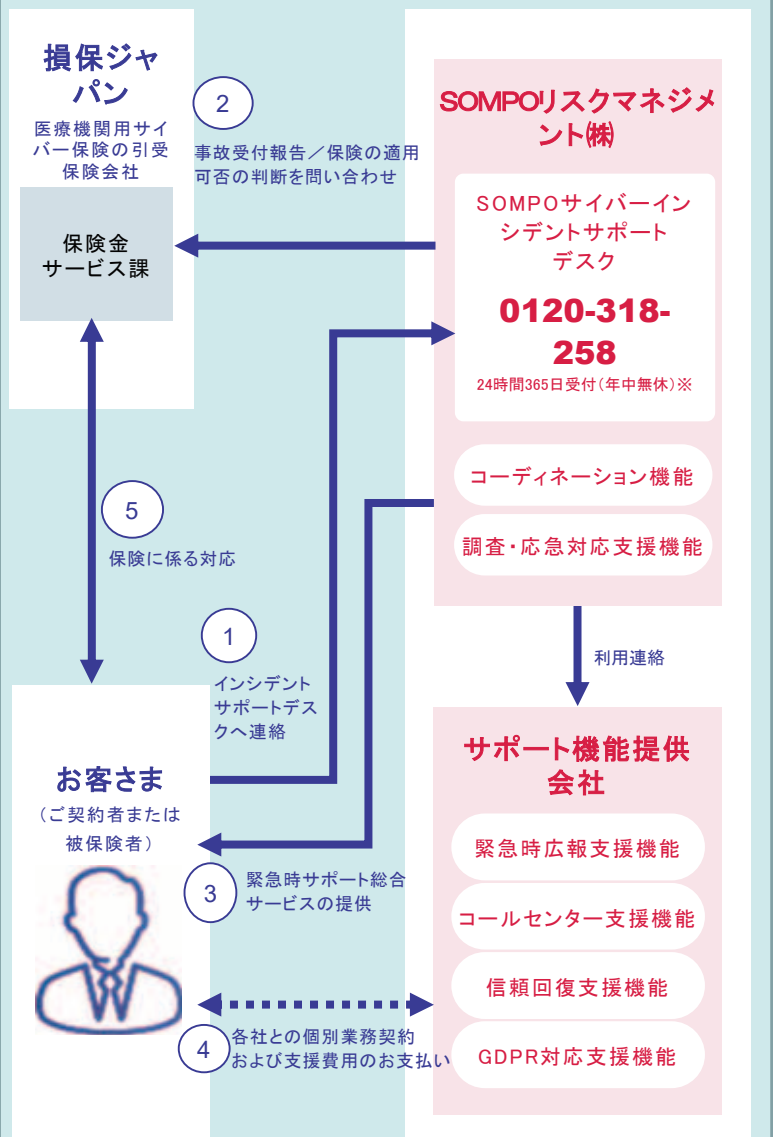 損保ジャ
パン
医療機関用サイ
バー保険の引受
保険会社
保険金
サービス課
2
事故受付報告／保険の適用
可否の判断を問い合わせ
SOMPOリスクマネジメ
ント㈱
SOMPOサイバーイン
シデントサポート
デスク
0120-318-
258
24時間365日受付(年中無休)※
コーディネーション機能
調査・応急対応支援機能
5
保険に係る対応
1
インシデント
サポートデス
クへ連絡
利用連絡
お客さま
（ご契約者または
被保険者）
3
緊急時サポート総合
サービスの提供
4
各社との個別業務契約
および支援費用のお支払い
サポート機能提供
会社
緊急時広報支援機能
コールセンター支援機能
信頼回復支援機能
GDPR対応支援機能